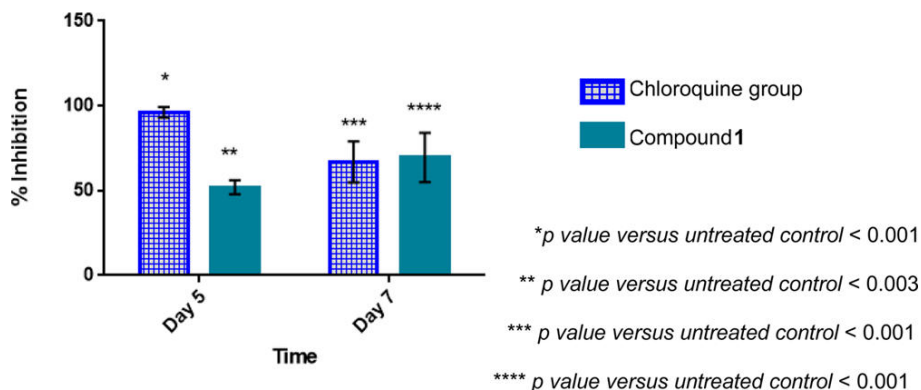 150
100
50
0
% Inhibition
*
**
***
****
Day 5
Day 7
Time
Chloroquine group
Compound 1
*p value versus untreated control < 0.001
** p value versus untreated control < 0.003
*** p value versus untreated control < 0.001
**** p value versus untreated control < 0.001